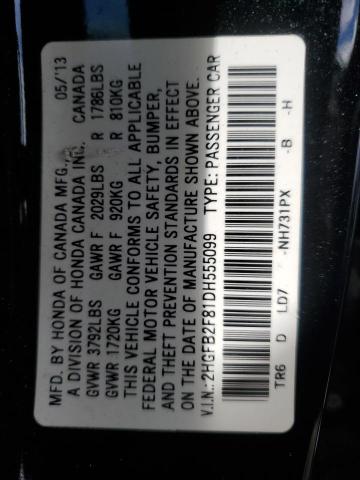 MFD. BY HONDA OF CANADA MFG., 05/'13
A DIVISION OF HONDA CANADA INC. CANADA
GVWR 3792LBS GAWR F 2029LBS R 1786LBS
GVWR 1720KG GAWR F 920KG R 810KG
THIS VEHICLE CONFORMS TO ALL APPLICABLE
FEDERAL MOTOR VEHICLE SAFETY, BUMPER,
AND THEFT PREVENTION STANDARDS IN EFFECT
ON THE DATE OF MANUFACTURE SHOWN ABOVE.
V.I.N.: 2HGFB2F81DH555099 TYPE: PASSENGER CAR
TR6 D LD7 -NH731PX -B -H